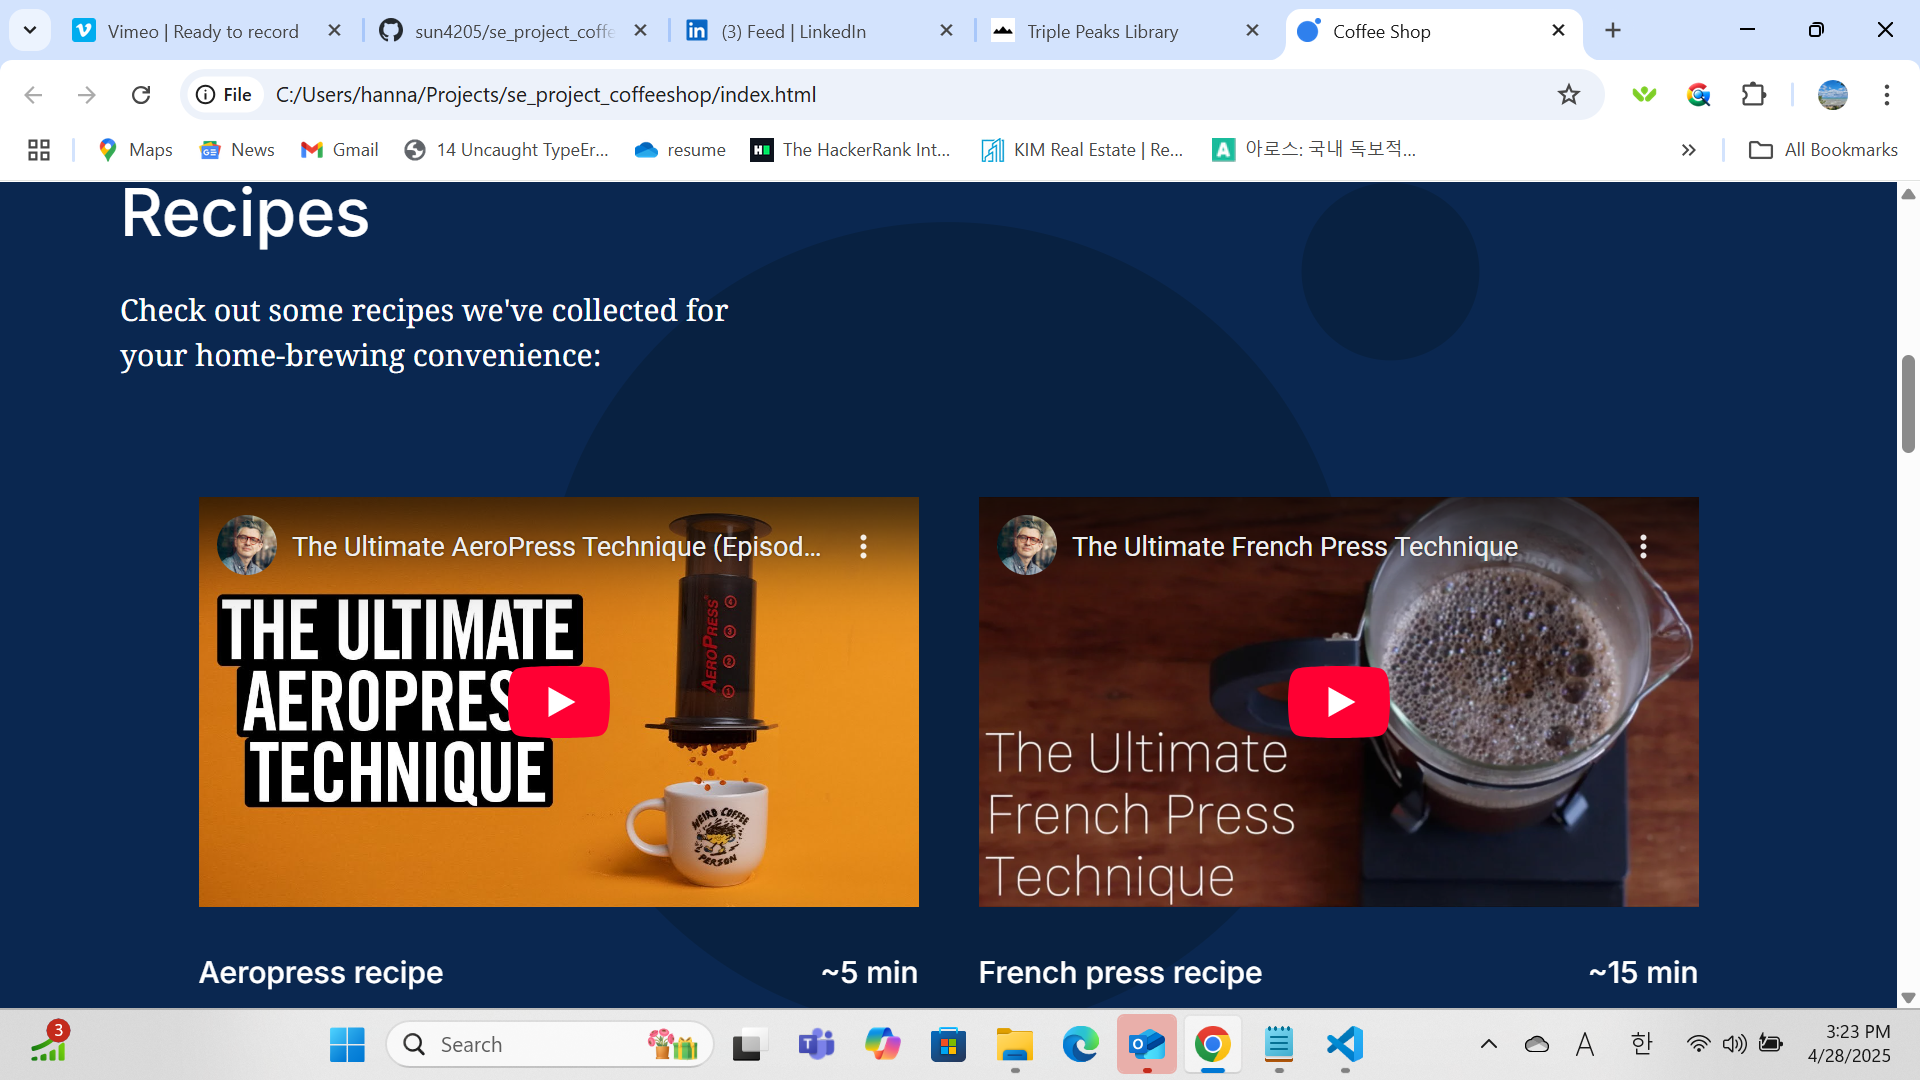 Vimeo | Ready to record
sun4205/se_project_coffe
(3) Feed | LinkedIn
Triple Peaks Library
Coffee Shop
File
C:/Users/hanna/Projects/se_project_coffeeshop/index.html
Maps
News
Gmail
14 Uncaught TypeEr...
resume
The HackerRank Int...
KIM Real Estate | Re...
아로스: 국내 독보적...
All Bookmarks
Recipes
Check out some recipes we've collected for
your home-brewing convenience:
The Ultimate AeroPress Technique (Episod...
THE ULTIMATE
AEROPRES
TECHNIQUE
AEROPRESS
4
3
2
1
WEIRD COFFEE
PERSON
The Ultimate French Press Technique
The Ultimate
French Press
Technique
Aeropress recipe
~5 min
French press recipe
~15 min
3
Search
A
한
3:23 PM
4/28/2025